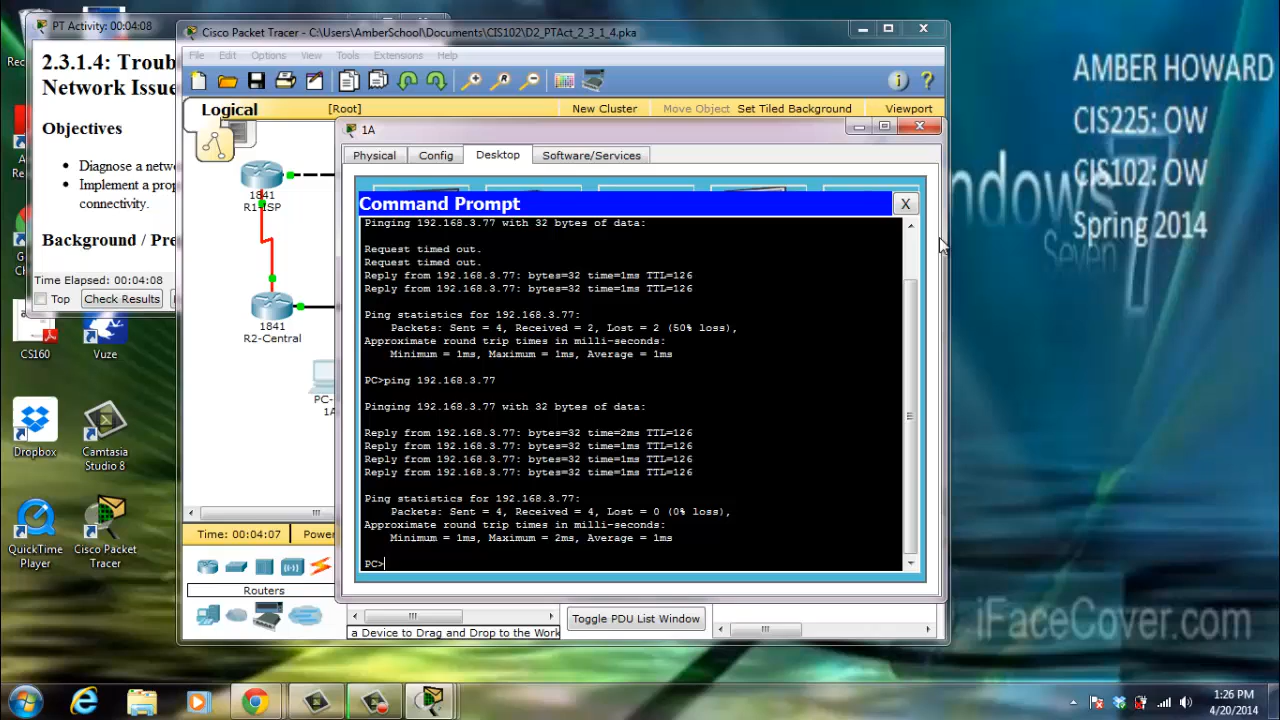 PT Activity: 00:04:08
2.3.1.4: Troub
Network Issue
Objectives
Diagnose a netw
Implement a prop
connectivity.
Background / Pre
Time Elapsed: 00:04:08
Top
Check Results
Cisco Packet Tracer - C:\Users\AmberSchool\Documents\CIS102\D2_PTAct_2_3_1_4.pka
File Edit Options View Tools Extensions Help
Logical
[Root]
New Cluster
Move Object
Set Tiled Background
Viewport
1841
R1-ISP
1841
R2-Central
PC-
1A
Time: 00:04:07
Power
Routers
1A
Physical
Config
Desktop
Software/Services
Command Prompt
X
Pinging 192.168.3.77 with 32 bytes of data:
Request timed out.
Request timed out.
Reply from 192.168.3.77: bytes=32 time=1ms TTL=126
Reply from 192.168.3.77: bytes=32 time=1ms TTL=126
Ping statistics for 192.168.3.77:
Packets: Sent = 4, Received = 2, Lost = 2 (50% loss),
Approximate round trip times in milli-seconds:
Minimum = 1ms, Maximum = 1ms, Average = 1ms
PC>ping 192.168.3.77
Pinging 192.168.3.77 with 32 bytes of data:
Reply from 192.168.3.77: bytes=32 time=2ms TTL=126
Reply from 192.168.3.77: bytes=32 time=1ms TTL=126
Reply from 192.168.3.77: bytes=32 time=1ms TTL=126
Reply from 192.168.3.77: bytes=32 time=1ms TTL=126
Ping statistics for 192.168.3.77:
Packets: Sent = 4, Received = 4, Lost = 0 (0% loss),
Approximate round trip times in milli-seconds:
Minimum = 1ms, Maximum = 2ms, Average = 1ms
PC>
Toggle PDU List Window
a Device to Drag and Drop to the Work
AMBER HOWARD
CIS225: OW
CIS102: OW
Spring 2014
ndows
Seven
iFaceCover.com
CS160
Vuze
Dropbox
Camtasia
Studio 8
QuickTime
Player
Cisco Packet
Tracer
1:26 PM
4/20/2014